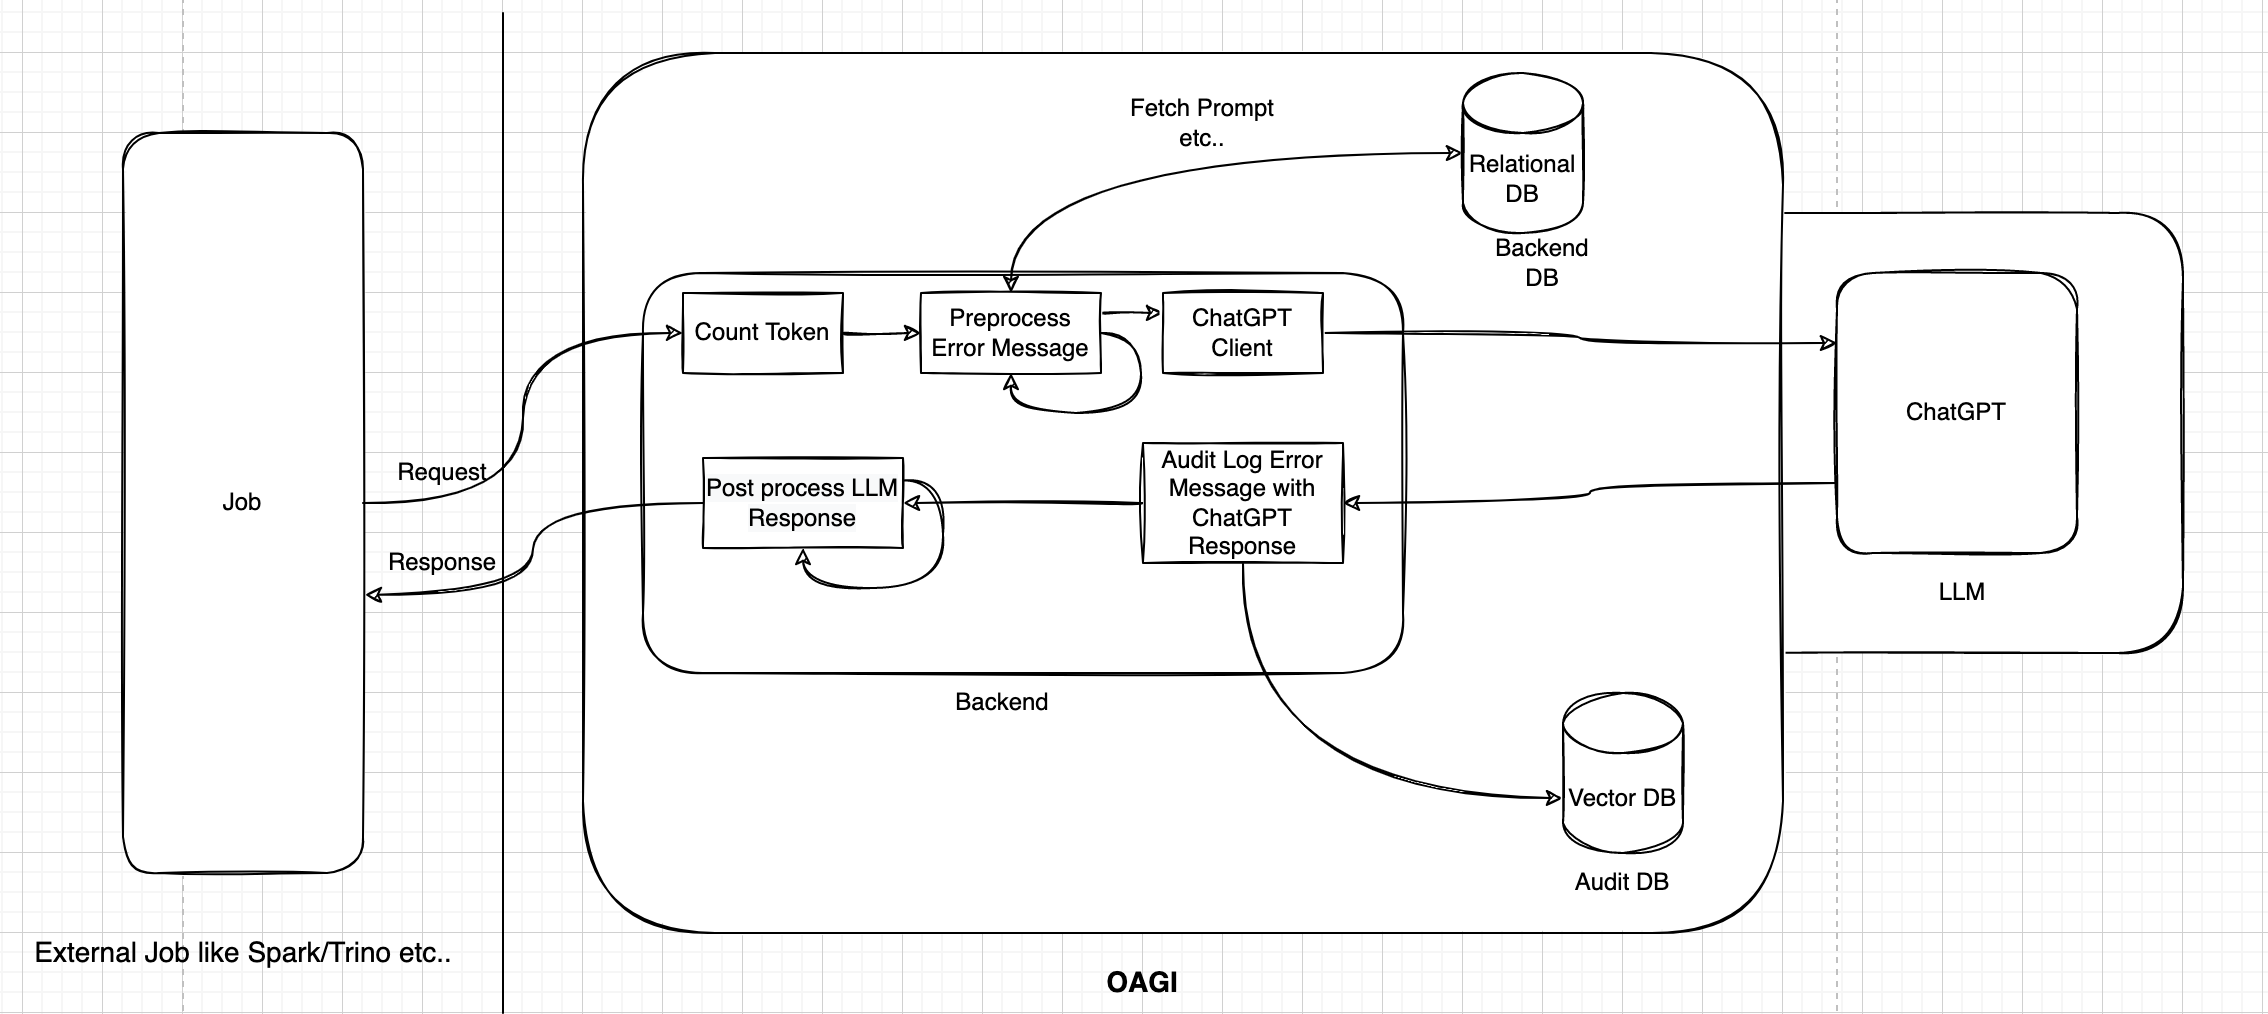 Fetch Prompt
etc..
Relational
DB
Backend
DB
Count Token
Preprocess
Error Message
ChatGPT
Client
ChatGPT
LLM
Request
Job
Response
Post process LLM
Response
Audit Log Error
Message with
ChatGPT
Response
Backend
Vector DB
Audit DB
External Job like Spark/Trino etc..
OAGI